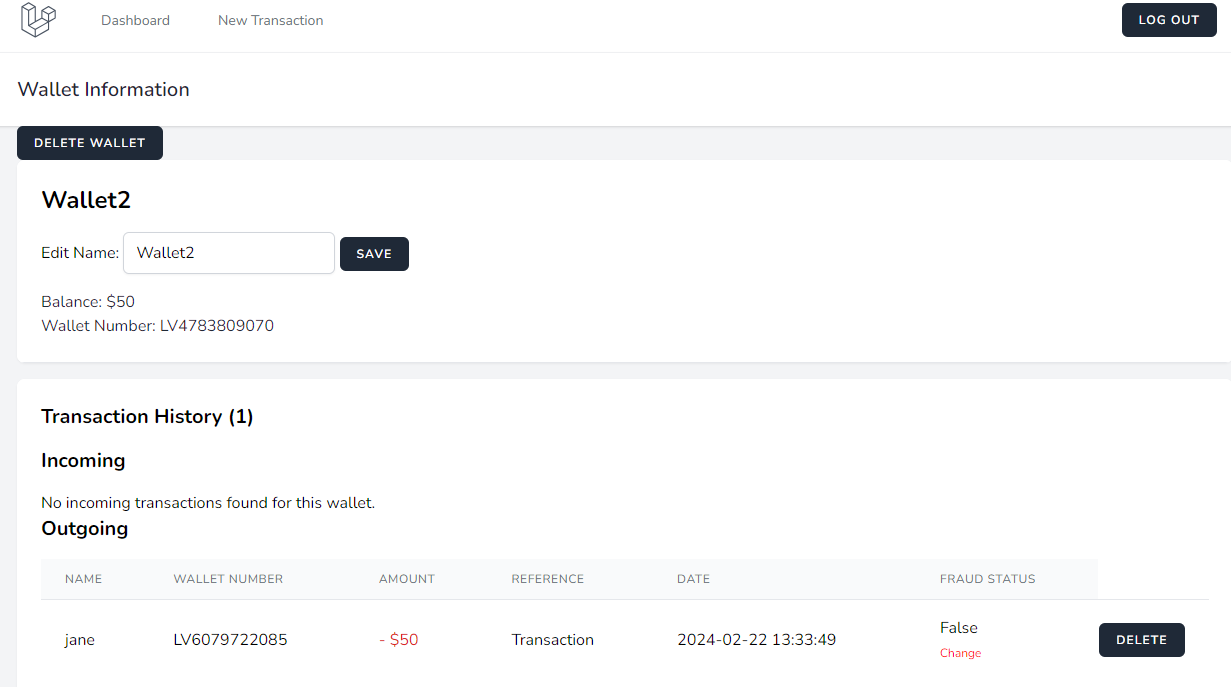 Dashboard New Transaction LOG OUT
Wallet Information
DELETE WALLET
Wallet2
Edit Name: Wallet2 SAVE
Balance: $50
Wallet Number: LV4783809070
Transaction History (1)
Incoming
No incoming transactions found for this wallet.
Outgoing
NAME WALLET NUMBER AMOUNT REFERENCE DATE FRAUD STATUS
jane LV6079722085 - $50 Transaction 2024-02-22 13:33:49 False DELETE
Change